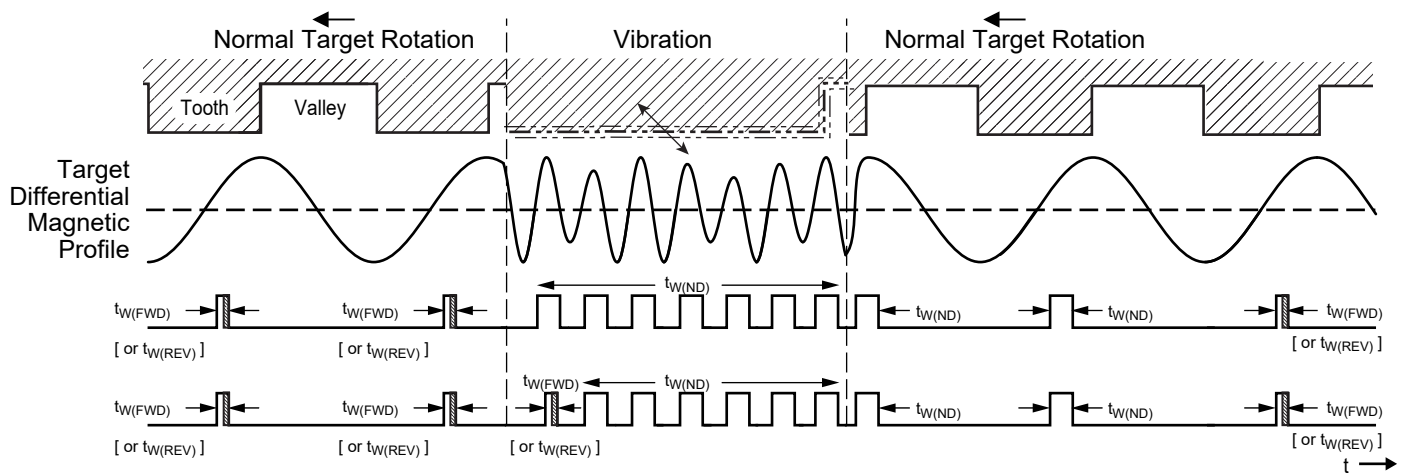 Normal Target Rotation
Vibration
Normal Target Rotation
Tooth
Valley
Target
Differential
Magnetic
Profile
tW(FWD)
[ or tW(REV) ]
tW(FWD)
[ or tW(REV) ]
tW(ND)
tW(ND)
tW(ND)
tW(FWD)
[ or tW(REV) ]
tW(FWD)
[ or tW(REV) ]
tW(FWD)
[ or tW(REV) ]
tW(FWD)
[ or tW(REV) ]
tW(ND)
tW(ND)
tW(ND)
tW(FWD)
[ or tW(REV) ]
t